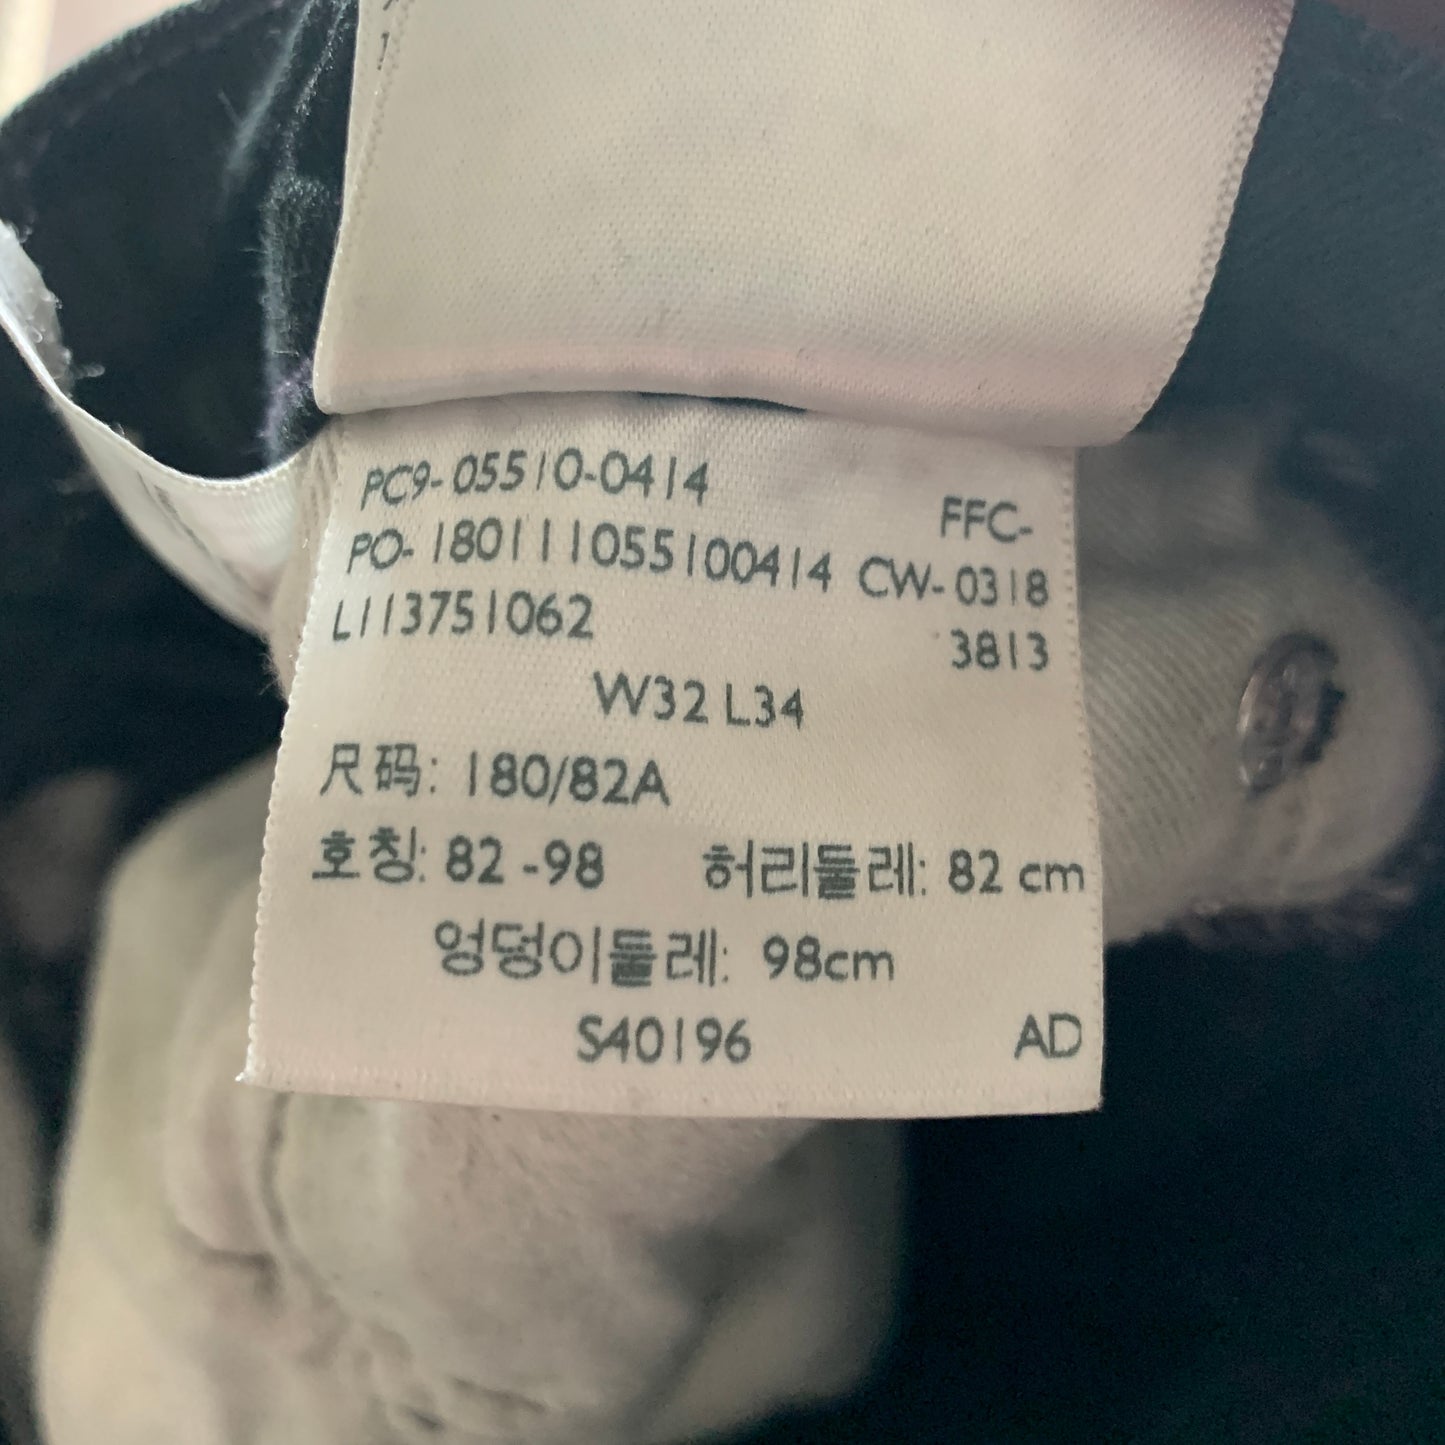 PC9-05510-0414
FFC-
PO-180111055100414 CW-0318
L113751062
3813
W32 L34
尺码: 180/82A
호칭: 82-98 허리둘레: 82 cm
엉덩이둘레: 98cm
S40196 AD